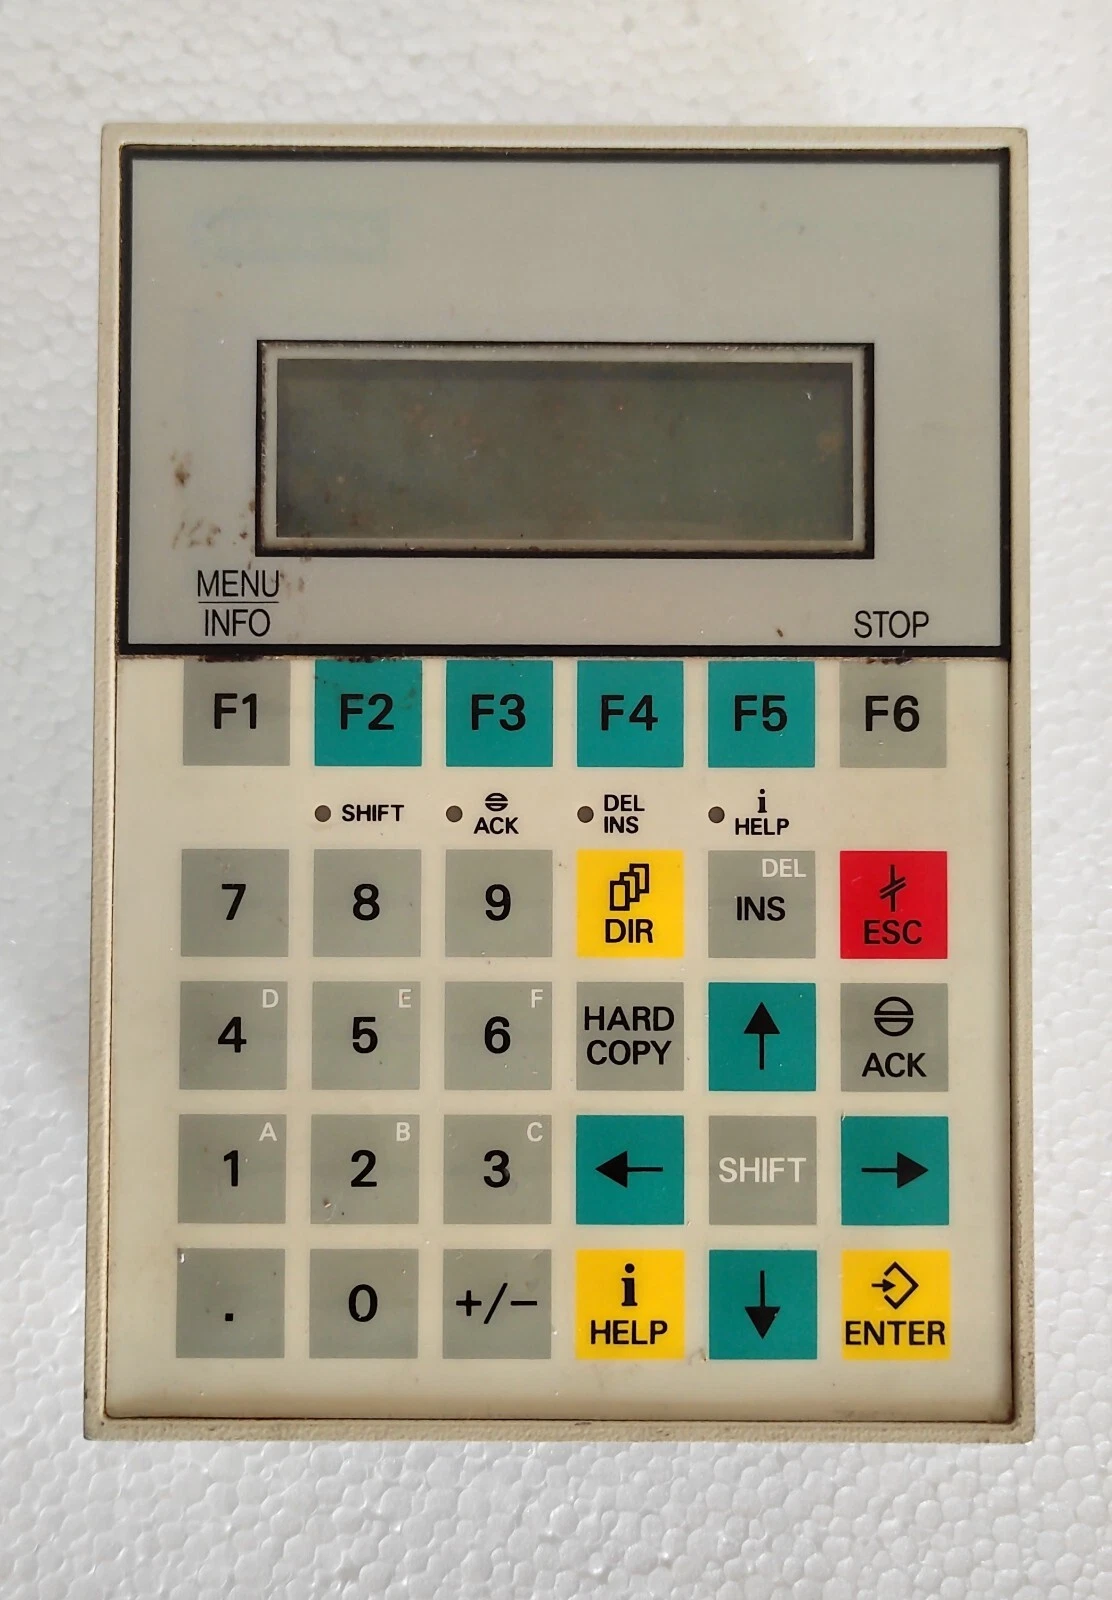 MENU
INFO
STOP
F1 F2 F3 F4 F5 F6
SHIFT
ACK
DEL
INS
i
HELP
7 8 9
DIR
DEL
INS
ESC
4 D
5 E
6 F
HARD
COPY
ACK
1 A
2 B
3 C
SHIFT
. 0 +/−
i
HELP
ENTER